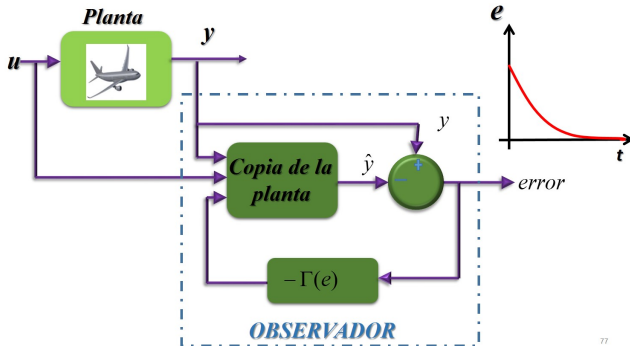 Planta
e
u
y
y
t
Copia de la
planta
ŷ
+
−
error
− Γ(e)
OBSERVADOR
77